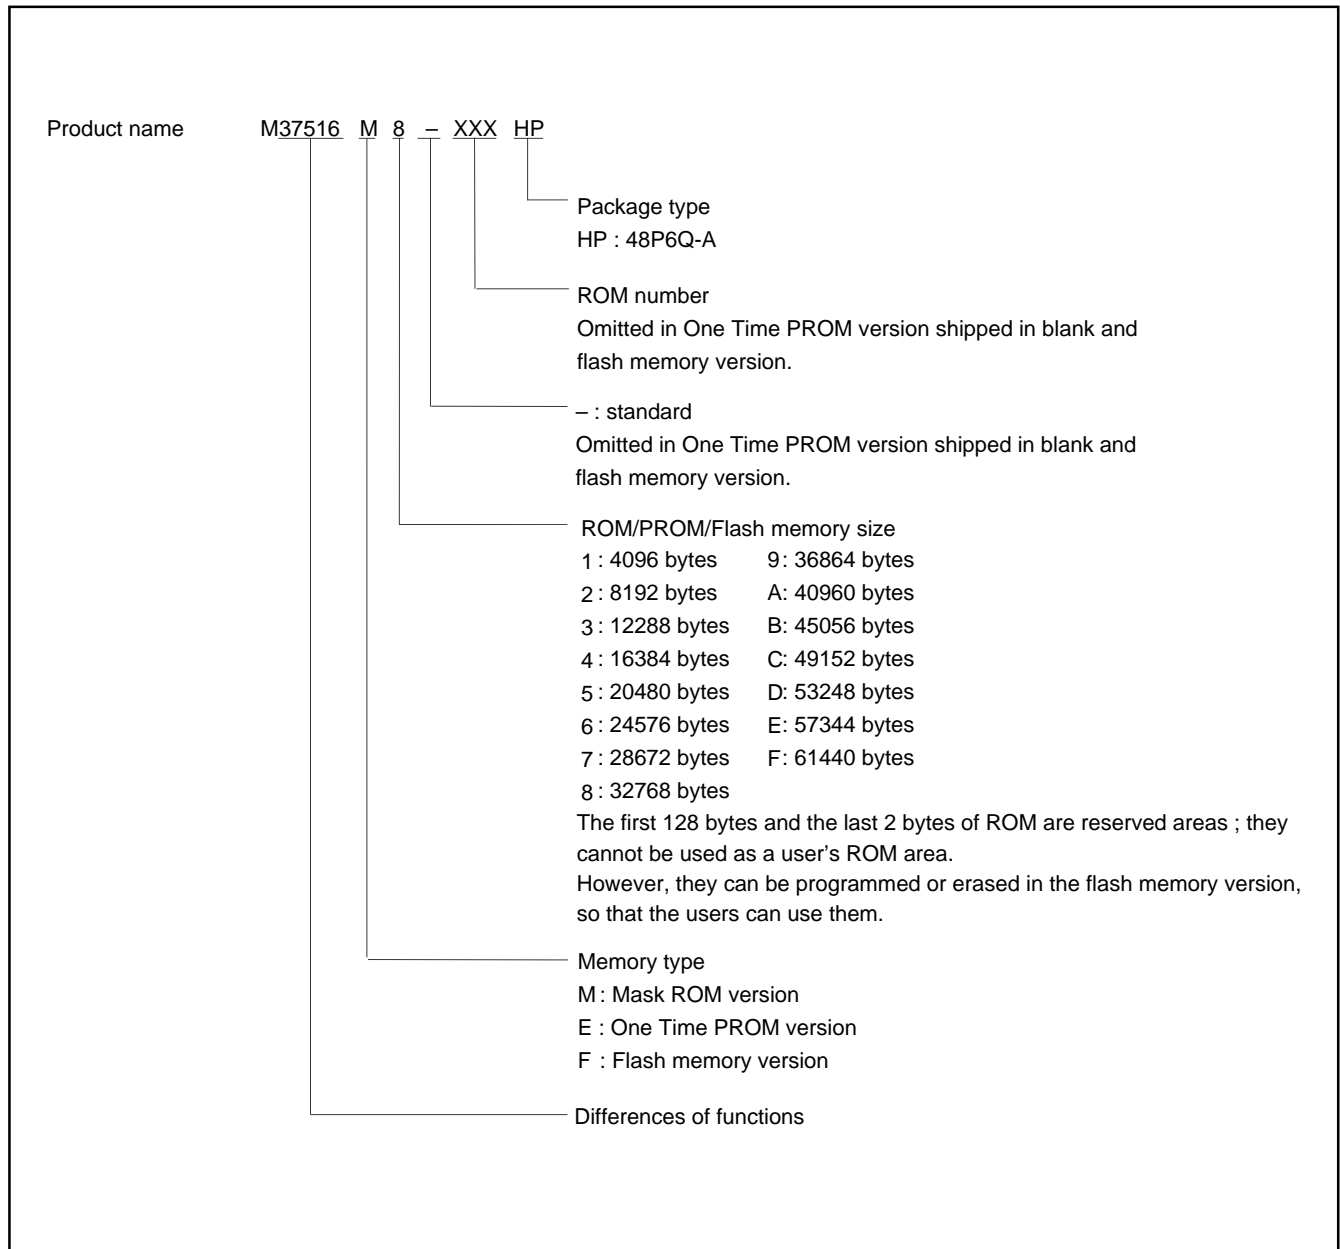 Product name M37516 M 8 – XXX HP
Package type
HP : 48P6Q-A
ROM number
Omitted in One Time PROM version shipped in blank and
flash memory version.
– : standard
Omitted in One Time PROM version shipped in blank and
flash memory version.
ROM/PROM/Flash memory size
1 : 4096 bytes 9: 36864 bytes
2 : 8192 bytes A: 40960 bytes
3 : 12288 bytes B: 45056 bytes
4 : 16384 bytes C: 49152 bytes
5 : 20480 bytes D: 53248 bytes
6 : 24576 bytes E: 57344 bytes
7 : 28672 bytes F: 61440 bytes
8 : 32768 bytes
The first 128 bytes and the last 2 bytes of ROM are reserved areas ; they
cannot be used as a user’s ROM area.
However, they can be programmed or erased in the flash memory version,
so that the users can use them.
Memory type
M : Mask ROM version
E : One Time PROM version
F : Flash memory version
Differences of functions